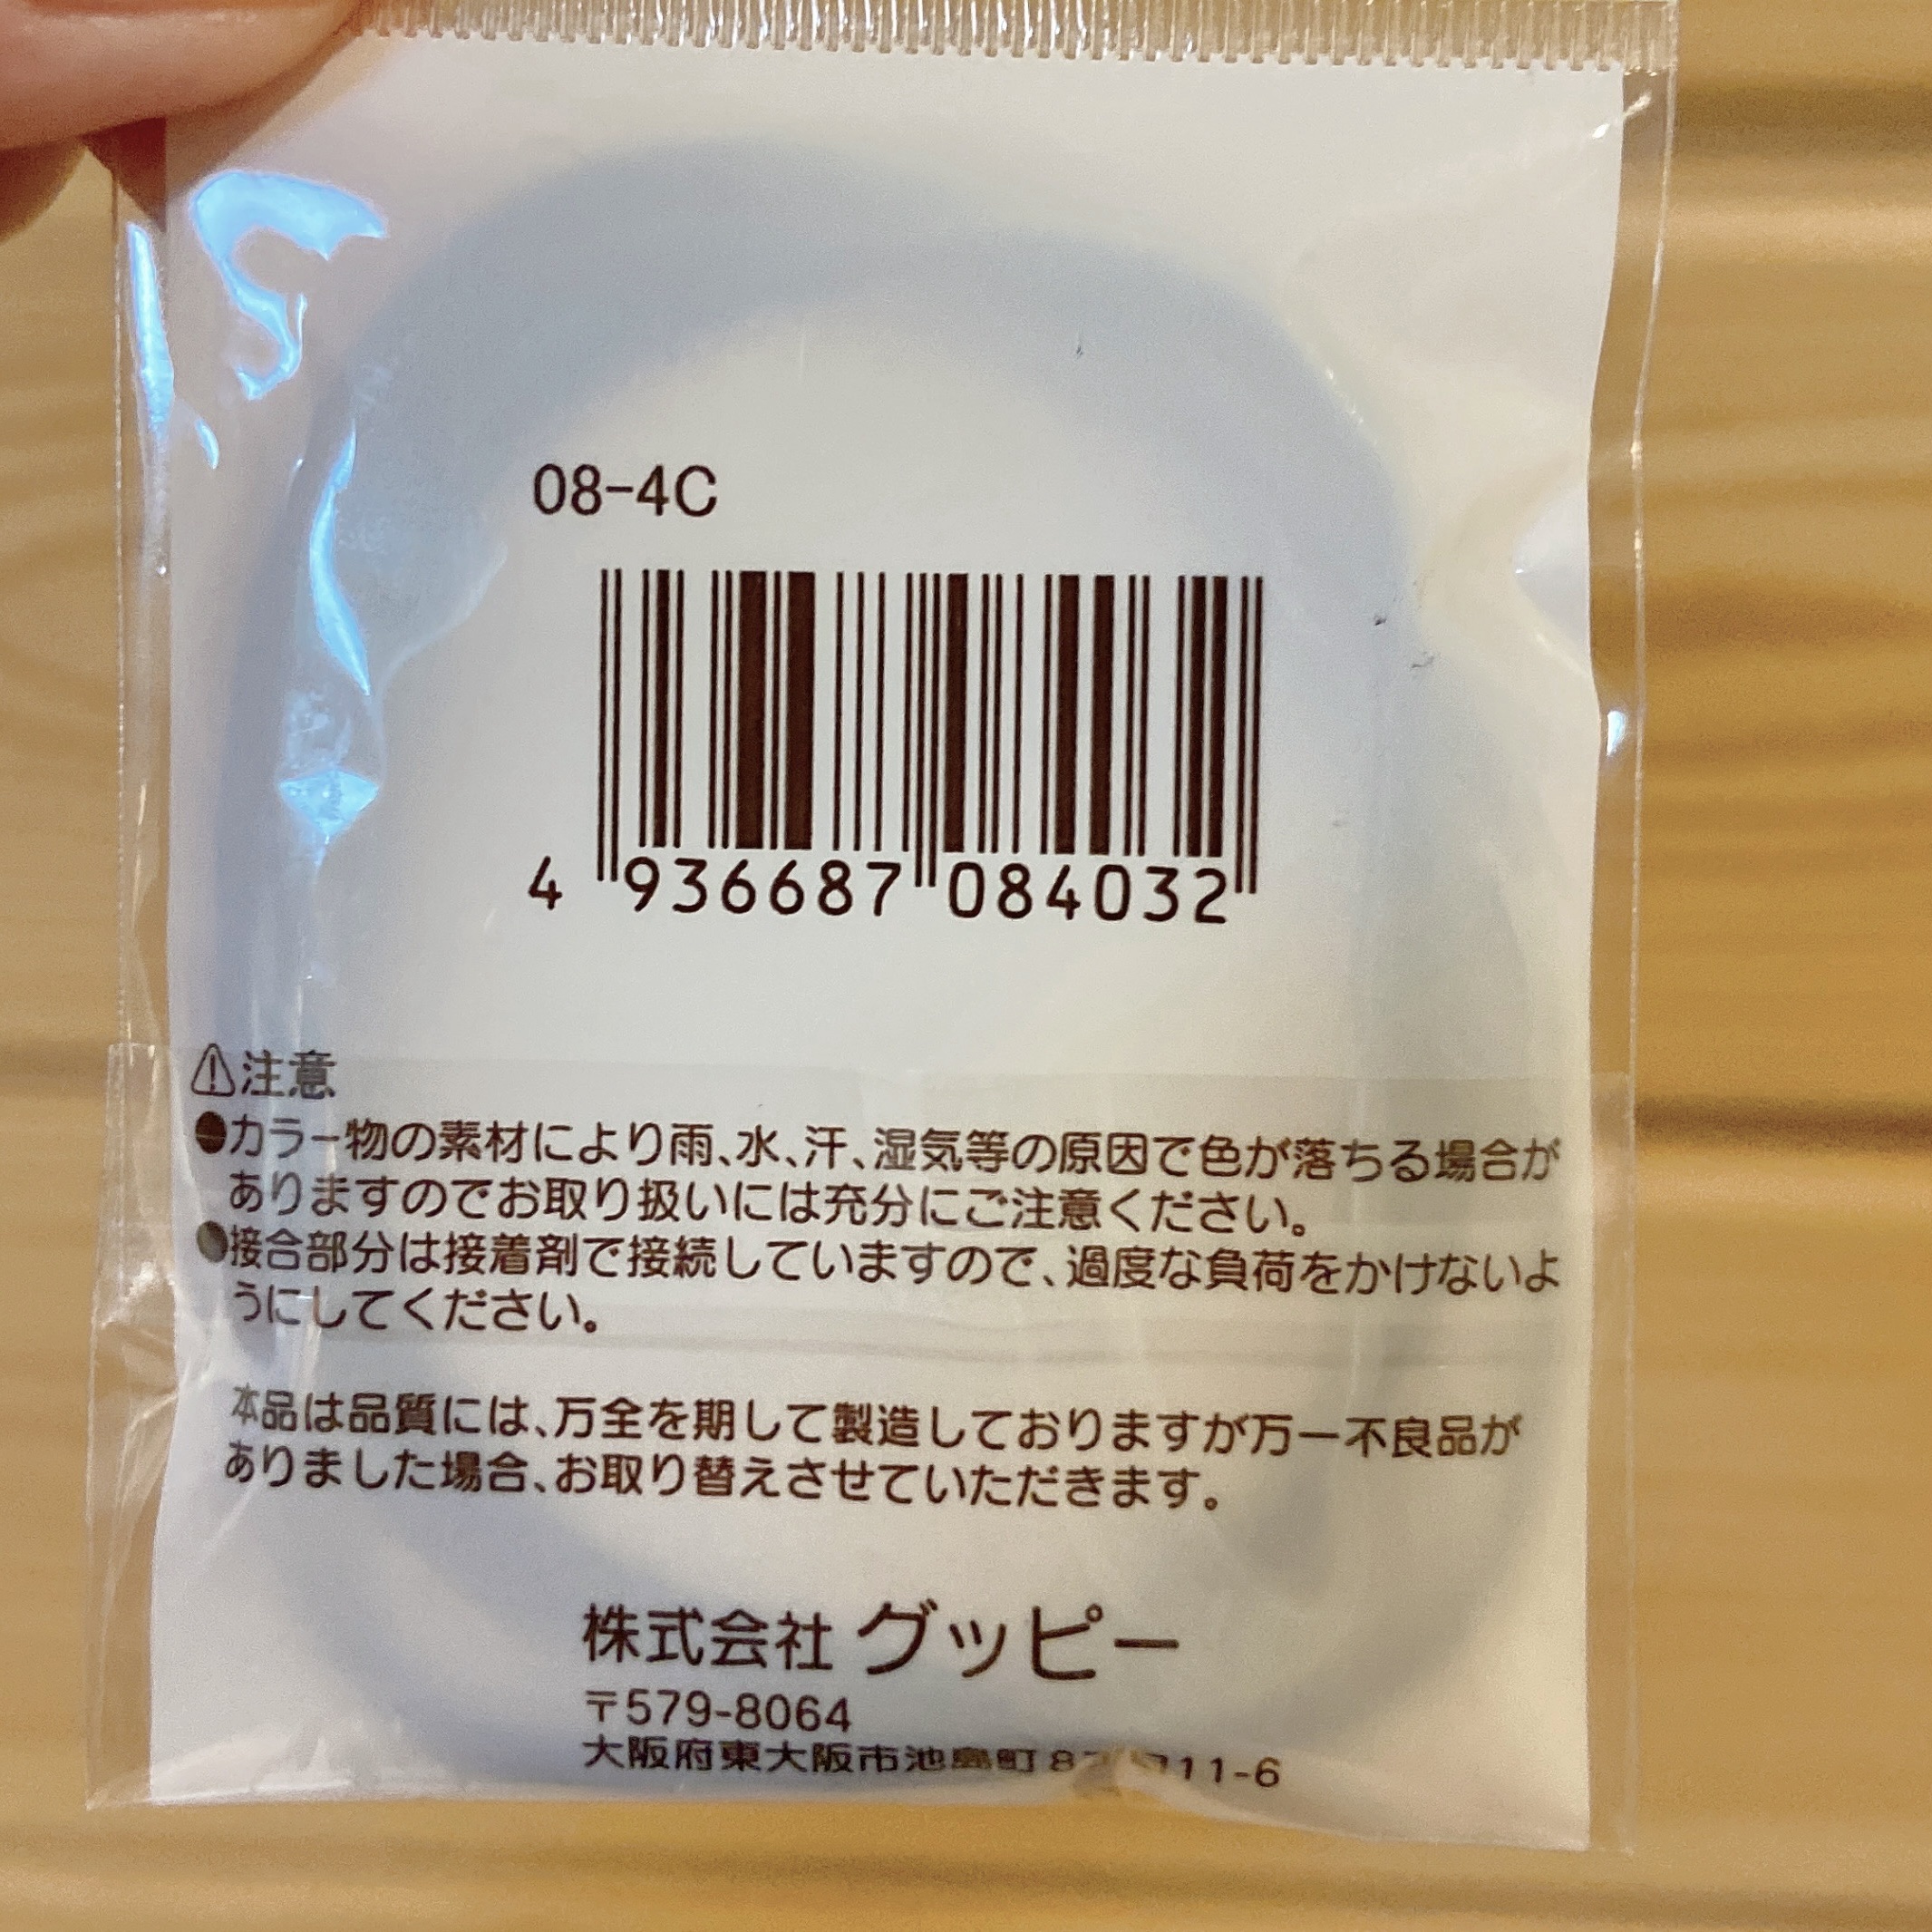 08-4C
4 936687 084032
⚠注意
●カラー物の素材により雨、水、汗、湿気等の原因で色が落ちる場合が
ありますのでお取り扱いには充分にご注意ください。
●接合部分は接着剤で接続していますので、過度な負荷をかけないよ
うにしてください。
本品は品質には、万全を期して製造しておりますが万一不良品が
ありました場合、お取り替えさせていただきます。
株式会社 グッピー
〒579-8064
大阪府東大阪市池島町